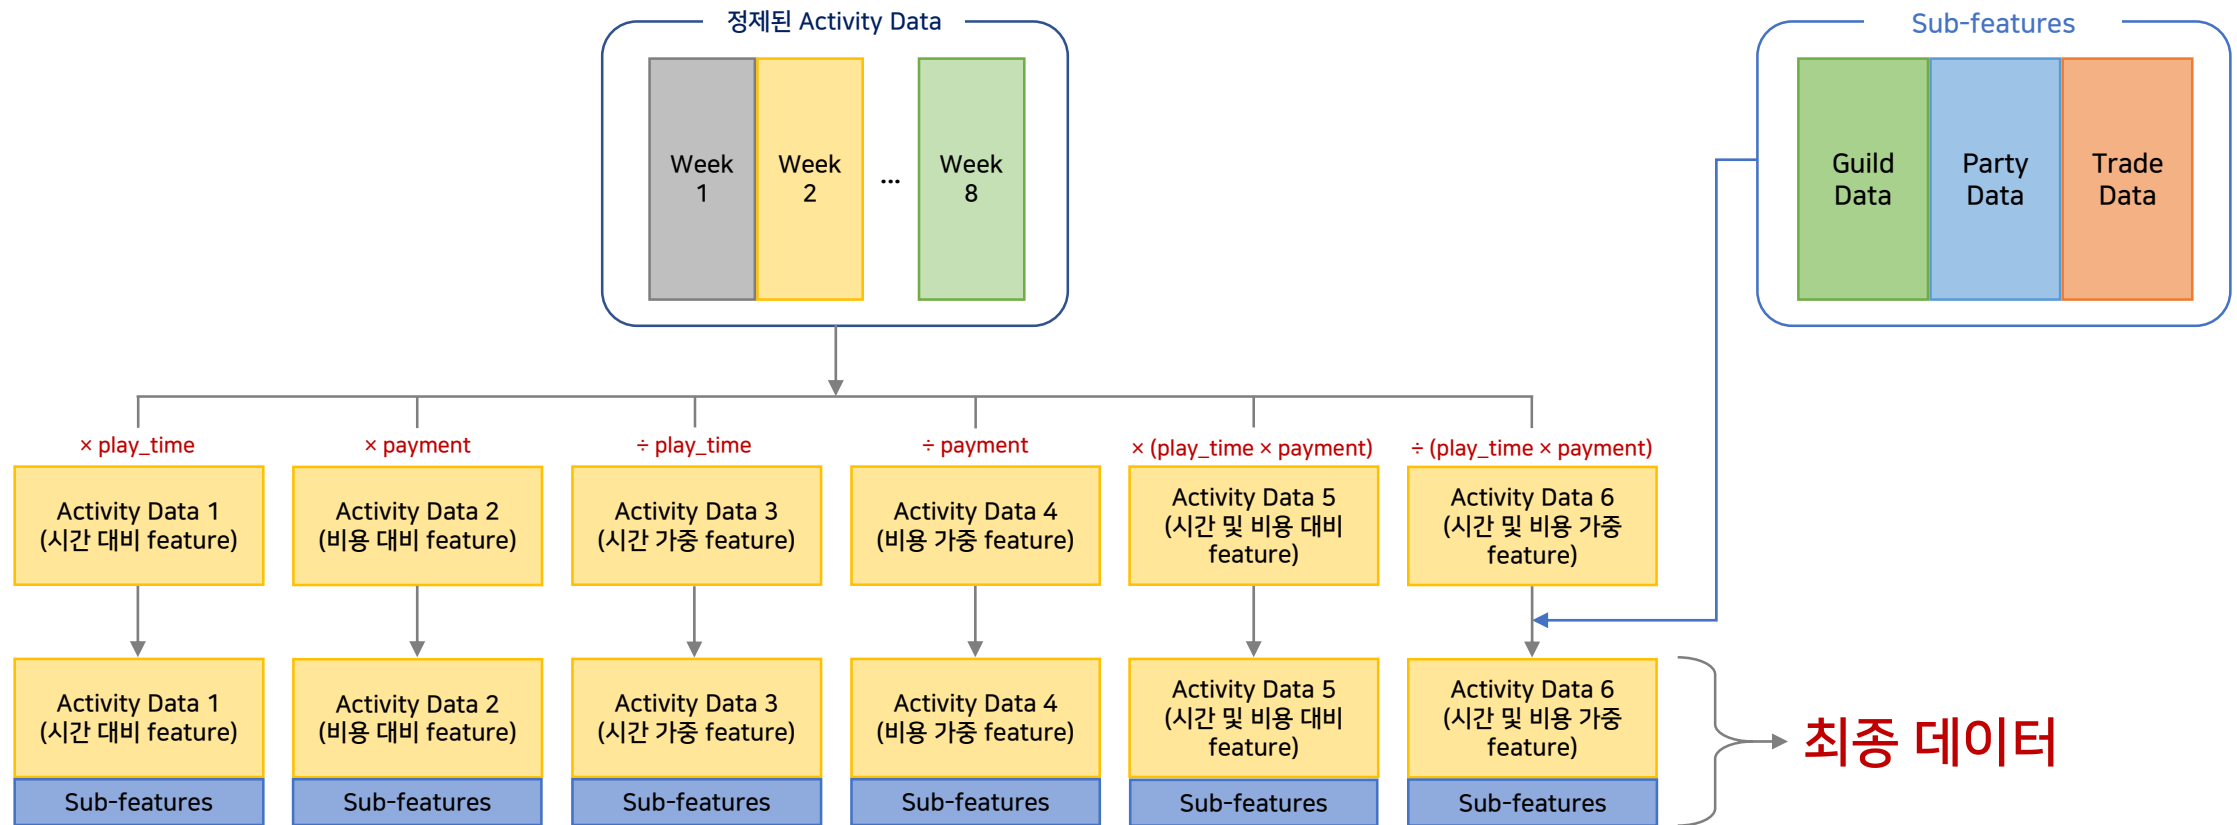 정제된 Activity Data
Week
1
Week
2
...
Week
8
Sub-features
Guild
Data
Party
Data
Trade
Data
× play_time
× payment
÷ play_time
÷ payment
× (play_time × payment)
÷ (play_time × payment)
Activity Data 1
(시간 대비 feature)
Activity Data 2
(비용 대비 feature)
Activity Data 3
(시간 가중 feature)
Activity Data 4
(비용 가중 feature)
Activity Data 5
(시간 및 비용 대비
feature)
Activity Data 6
(시간 및 비용 가중
feature)
Activity Data 1
(시간 대비 feature)
Sub-features
Activity Data 2
(비용 대비 feature)
Sub-features
Activity Data 3
(시간 가중 feature)
Sub-features
Activity Data 4
(비용 가중 feature)
Sub-features
Activity Data 5
(시간 및 비용 대비
feature)
Sub-features
Activity Data 6
(시간 및 비용 가중
feature)
Sub-features
최종 데이터